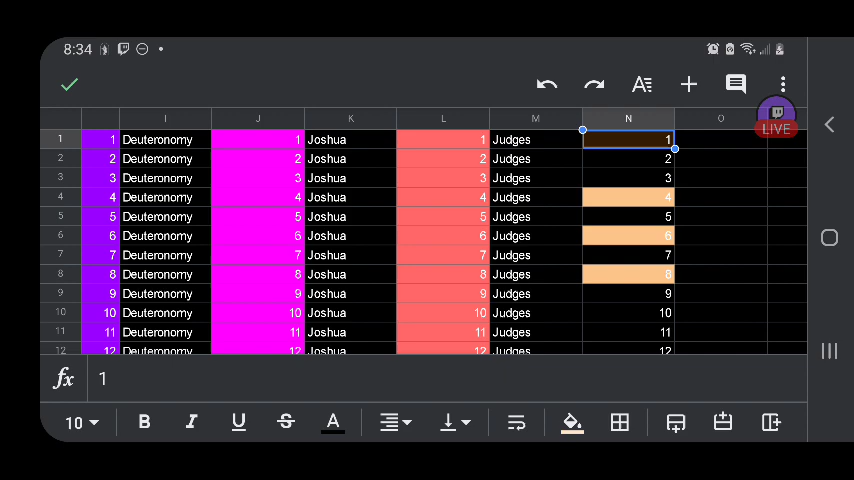 8:34
I J K L M N O
LIVE
1 1 Deuteronomy 1 Joshua 1 Judges 1
2 2 Deuteronomy 2 Joshua 2 Judges 2
3 3 Deuteronomy 3 Joshua 3 Judges 3
4 4 Deuteronomy 4 Joshua 4 Judges 4
5 5 Deuteronomy 5 Joshua 5 Judges 5
6 6 Deuteronomy 6 Joshua 6 Judges 6
7 7 Deuteronomy 7 Joshua 7 Judges 7
8 8 Deuteronomy 8 Joshua 8 Judges 8
9 9 Deuteronomy 9 Joshua 9 Judges 9
10 10 Deuteronomy 10 Joshua 10 Judges 10
11 11 Deuteronomy 11 Joshua 11 Judges 11
12 12 Deuteronomy 12 Joshua 12 Judges 12
fx 1
10 B I U S A